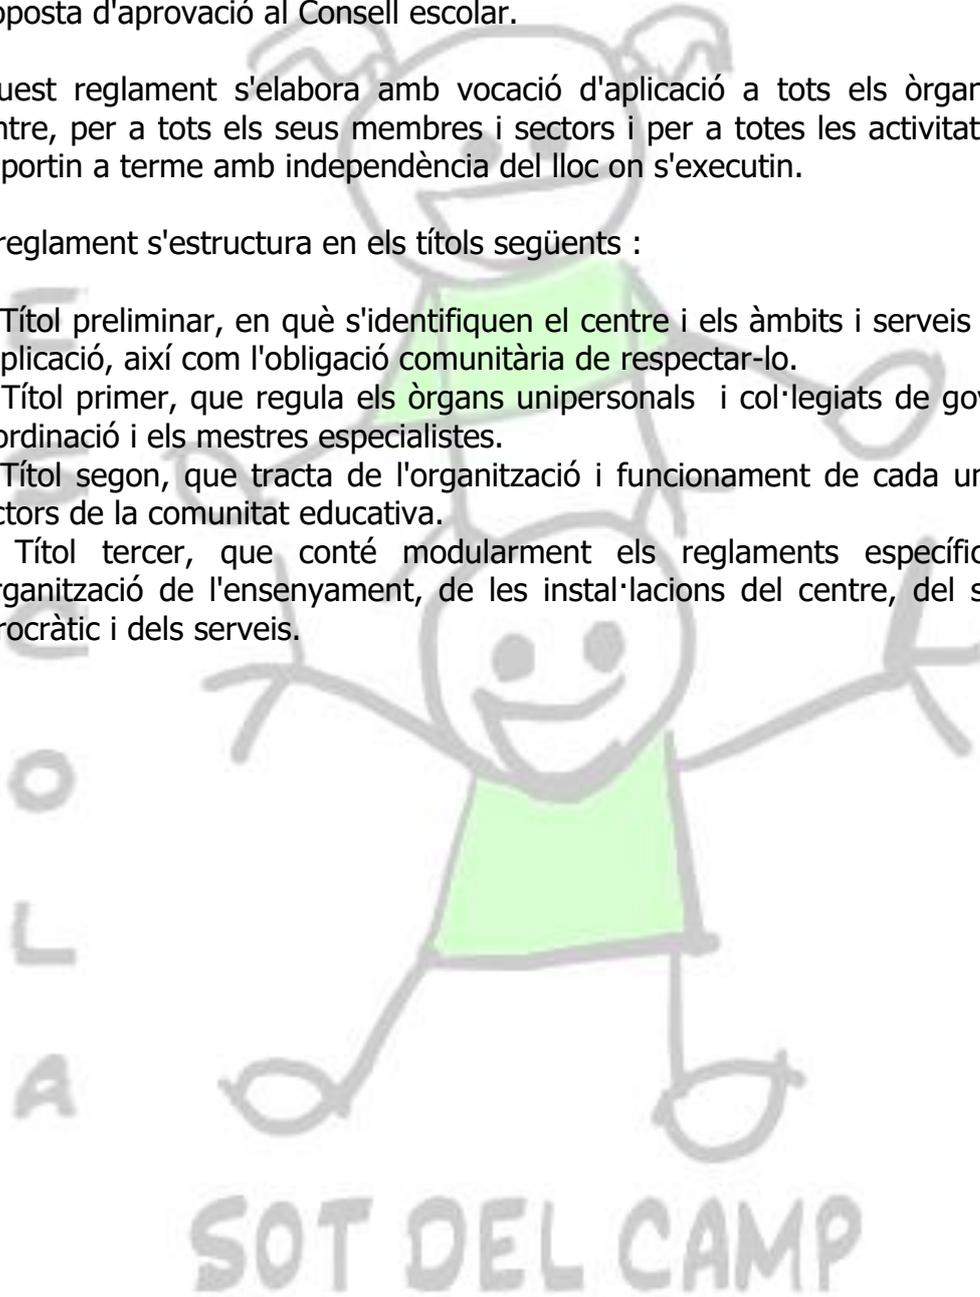 oposta d'aprovació al Consell escolar.
uest reglament s'elabora amb vocació d'aplicació a tots els òrgan
ntre, per a tots els seus membres i sectors i per a totes les activitat
portin a terme amb independència del lloc on s'executin.
reglament s'estructura en els títols següents :
Títol preliminar, en què s'identifiquen el centre i els àmbits i serveis
plicació, així com l'obligació comunitària de respectar-lo.
Títol primer, que regula els òrgans unipersonals  i col·legiats de gov
ordinació i els mestres especialistes.
Títol segon, que tracta de l'organització i funcionament de cada un
ctors de la comunitat educativa.
Títol tercer, que conté modularment els reglaments específic
rganització de l'ensenyament, de les instal·lacions del centre, del s
rocràtic i dels serveis.
E
S
C
O
L
A
SOT DEL CAMP